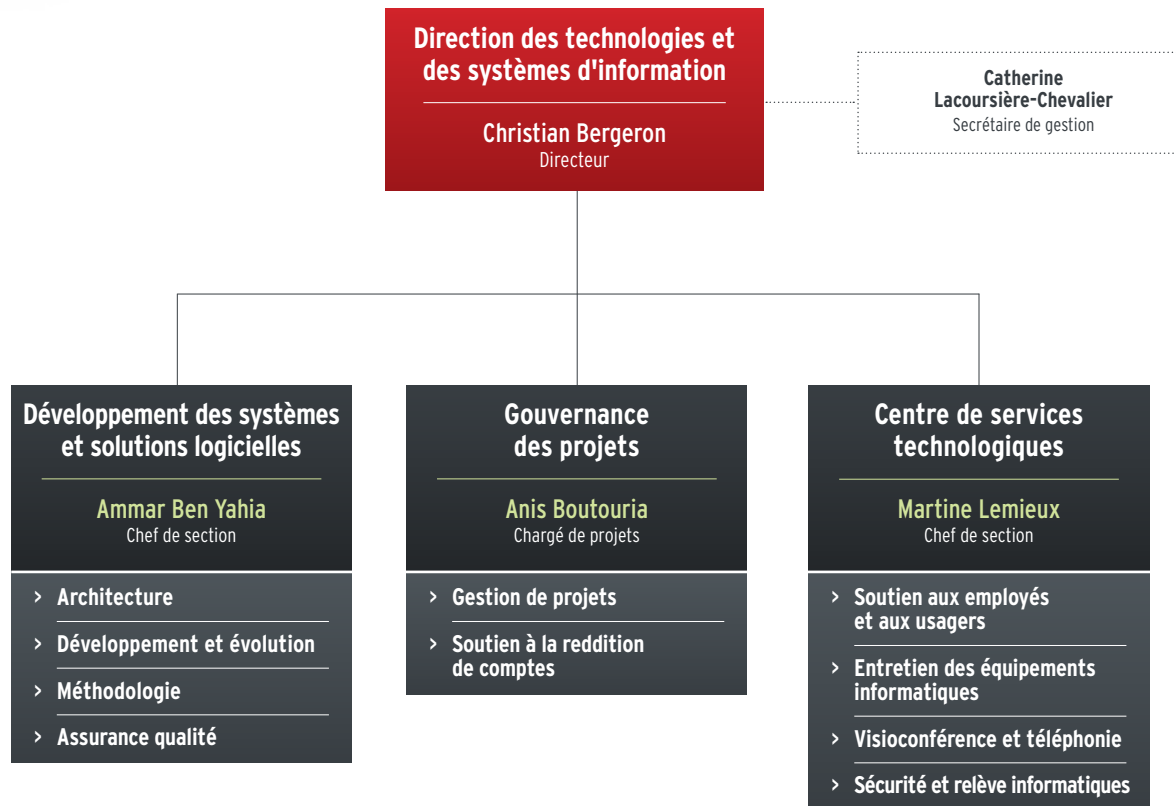 Direction des technologies et
des systèmes d'information
Christian Bergeron
Directeur
Catherine
Lacoursière-Chevalier
Secrétaire de gestion
Développement des systèmes
et solutions logicielles
Ammar Ben Yahia
Chef de section
> Architecture
> Développement et évolution
> Méthodologie
> Assurance qualité
Gouvernance
des projets
Anis Boutouria
Chargé de projets
> Gestion de projets
> Soutien à la reddition
de comptes
Centre de services
technologiques
Martine Lemieux
Chef de section
> Soutien aux employés
et aux usagers
> Entretien des équipements
informatiques
> Visioconférence et téléphonie
> Sécurité et relève informatiques